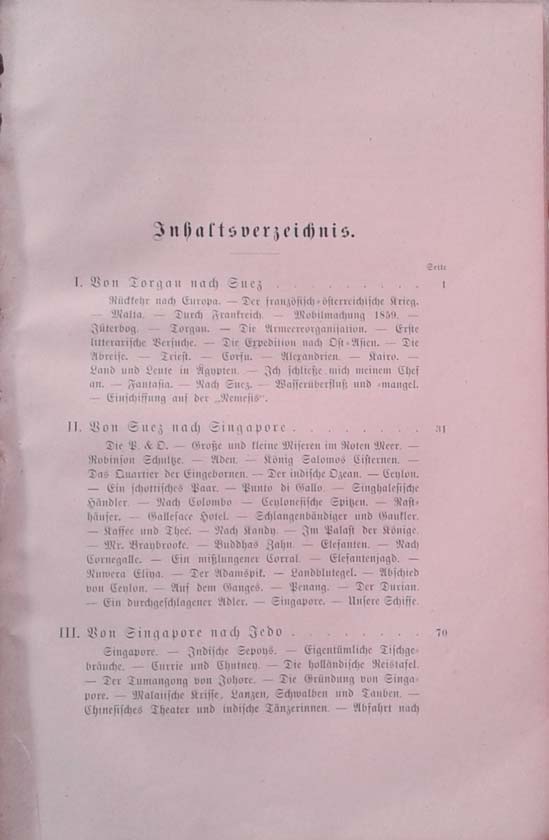 Inhaltsverzeichnis.
Seite
I. Von Torgau nach Suez . . . . . . . . . 1
Rückkehr nach Europa. — Der französisch-österreichische Krieg.
— Malta. — Durch Frankreich. — Mobilmachung 1859. —
Jüterbog. — Torgau. — Die Armeereorganisation. — Erste
litterarische Versuche. — Die Expedition nach Ost-Asien. — Die
Abreise. — Triest. — Corfu. — Alexandrien. — Kairo. —
Land und Leute in Ägypten. — Ich schließe mich meinem Chef
an. — Fantasia. — Nach Suez. — Wasserüberfluß und -mangel.
— Einschiffung auf der „Nemesis“.
II. Von Suez nach Singapore . . . . . . . . 31
Die P. & O. — Große und kleine Miseren im Roten Meer. —
Robinson Schultze. — Aden. — König Salomos Cisternen. —
Das Quartier der Eingebornen. — Der indische Ozean. — Ceylon.
— Ein schottisches Paar. — Punto di Gallo. — Singhalesische
Händler. — Nach Colombo — Ceylonesische Spitzen. — Rast-
häuser. — Galleface Hotel. — Schlangenbändiger und Gaukler.
— Kaffee und Thee. — Nach Kandy. — Im Palast der Könige.
— Mr. Braybrooke. — Buddhas Zahn. — Elefanten. — Nach
Cornegalle. — Ein mißlungener Corral. — Elefantenjagd. —
Nuwera Eliya. — Der Adamspik. — Landblutegel. — Abschied
von Ceylon. — Auf dem Ganges. — Penang. — Der Durian.
— Ein durchgeschlagener Adler. — Singapore. — Unsere Schiffe.
III. Von Singapore nach Jedo . . . . . . . . 70
Singapore. — Indische Sepoys. — Eigentümliche Tischge-
bräuche. — Currie und Chutney. — Die holländische Reistafel.
— Der Tumangong von Johore. — Die Gründung von Singa-
pore. — Malaiische Krisse, Lanzen, Schwalben und Tauben. —
Chinesisches Theater und indische Tänzerinnen. — Abfahrt nach